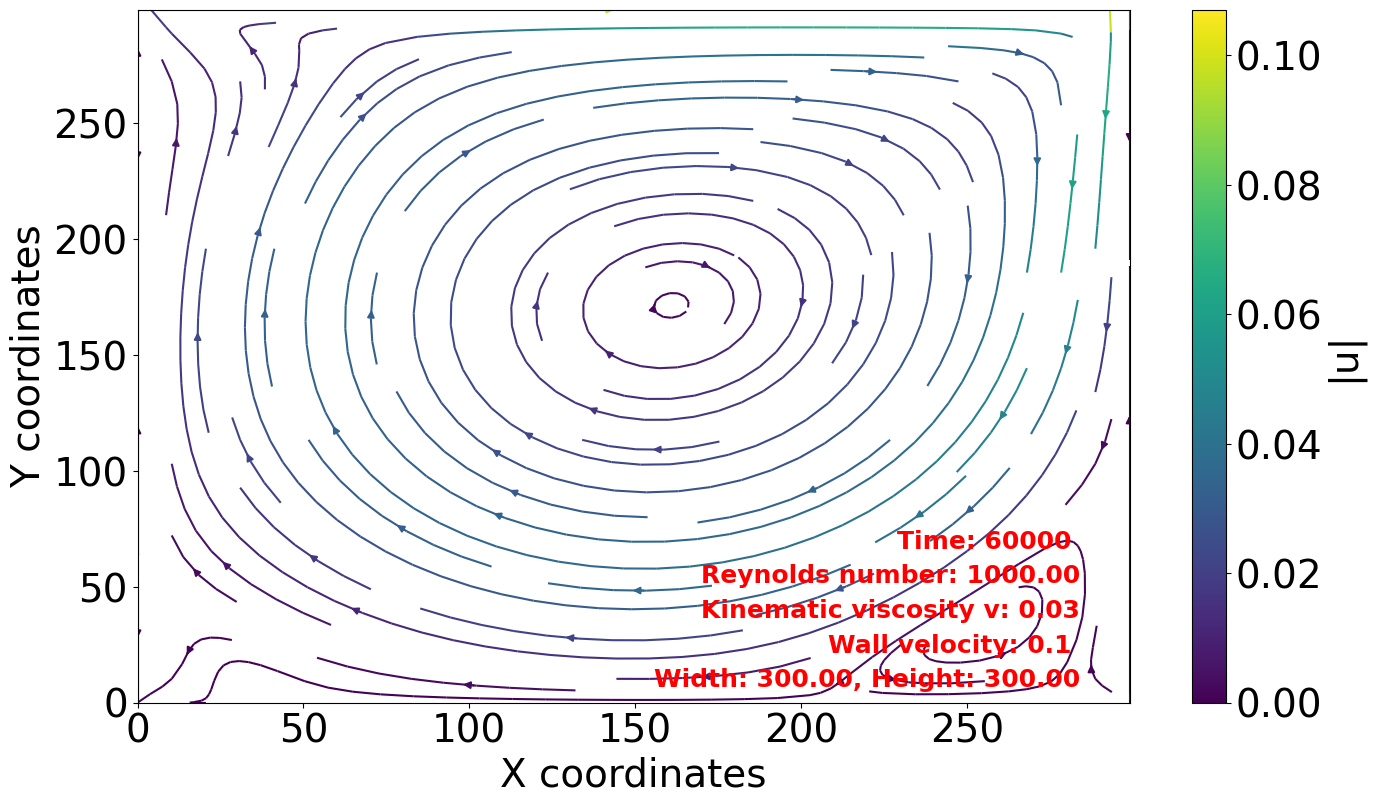 250
200
150
100
50
0
Y coordinates
0 50 100 150 200 250
X coordinates
Time: 60000
Reynolds number: 1000.00
Kinematic viscosity v: 0.03
Wall velocity: 0.1
Width: 300.00, Height: 300.00
0.10
0.08
0.06
0.04
0.02
0.00
|u|